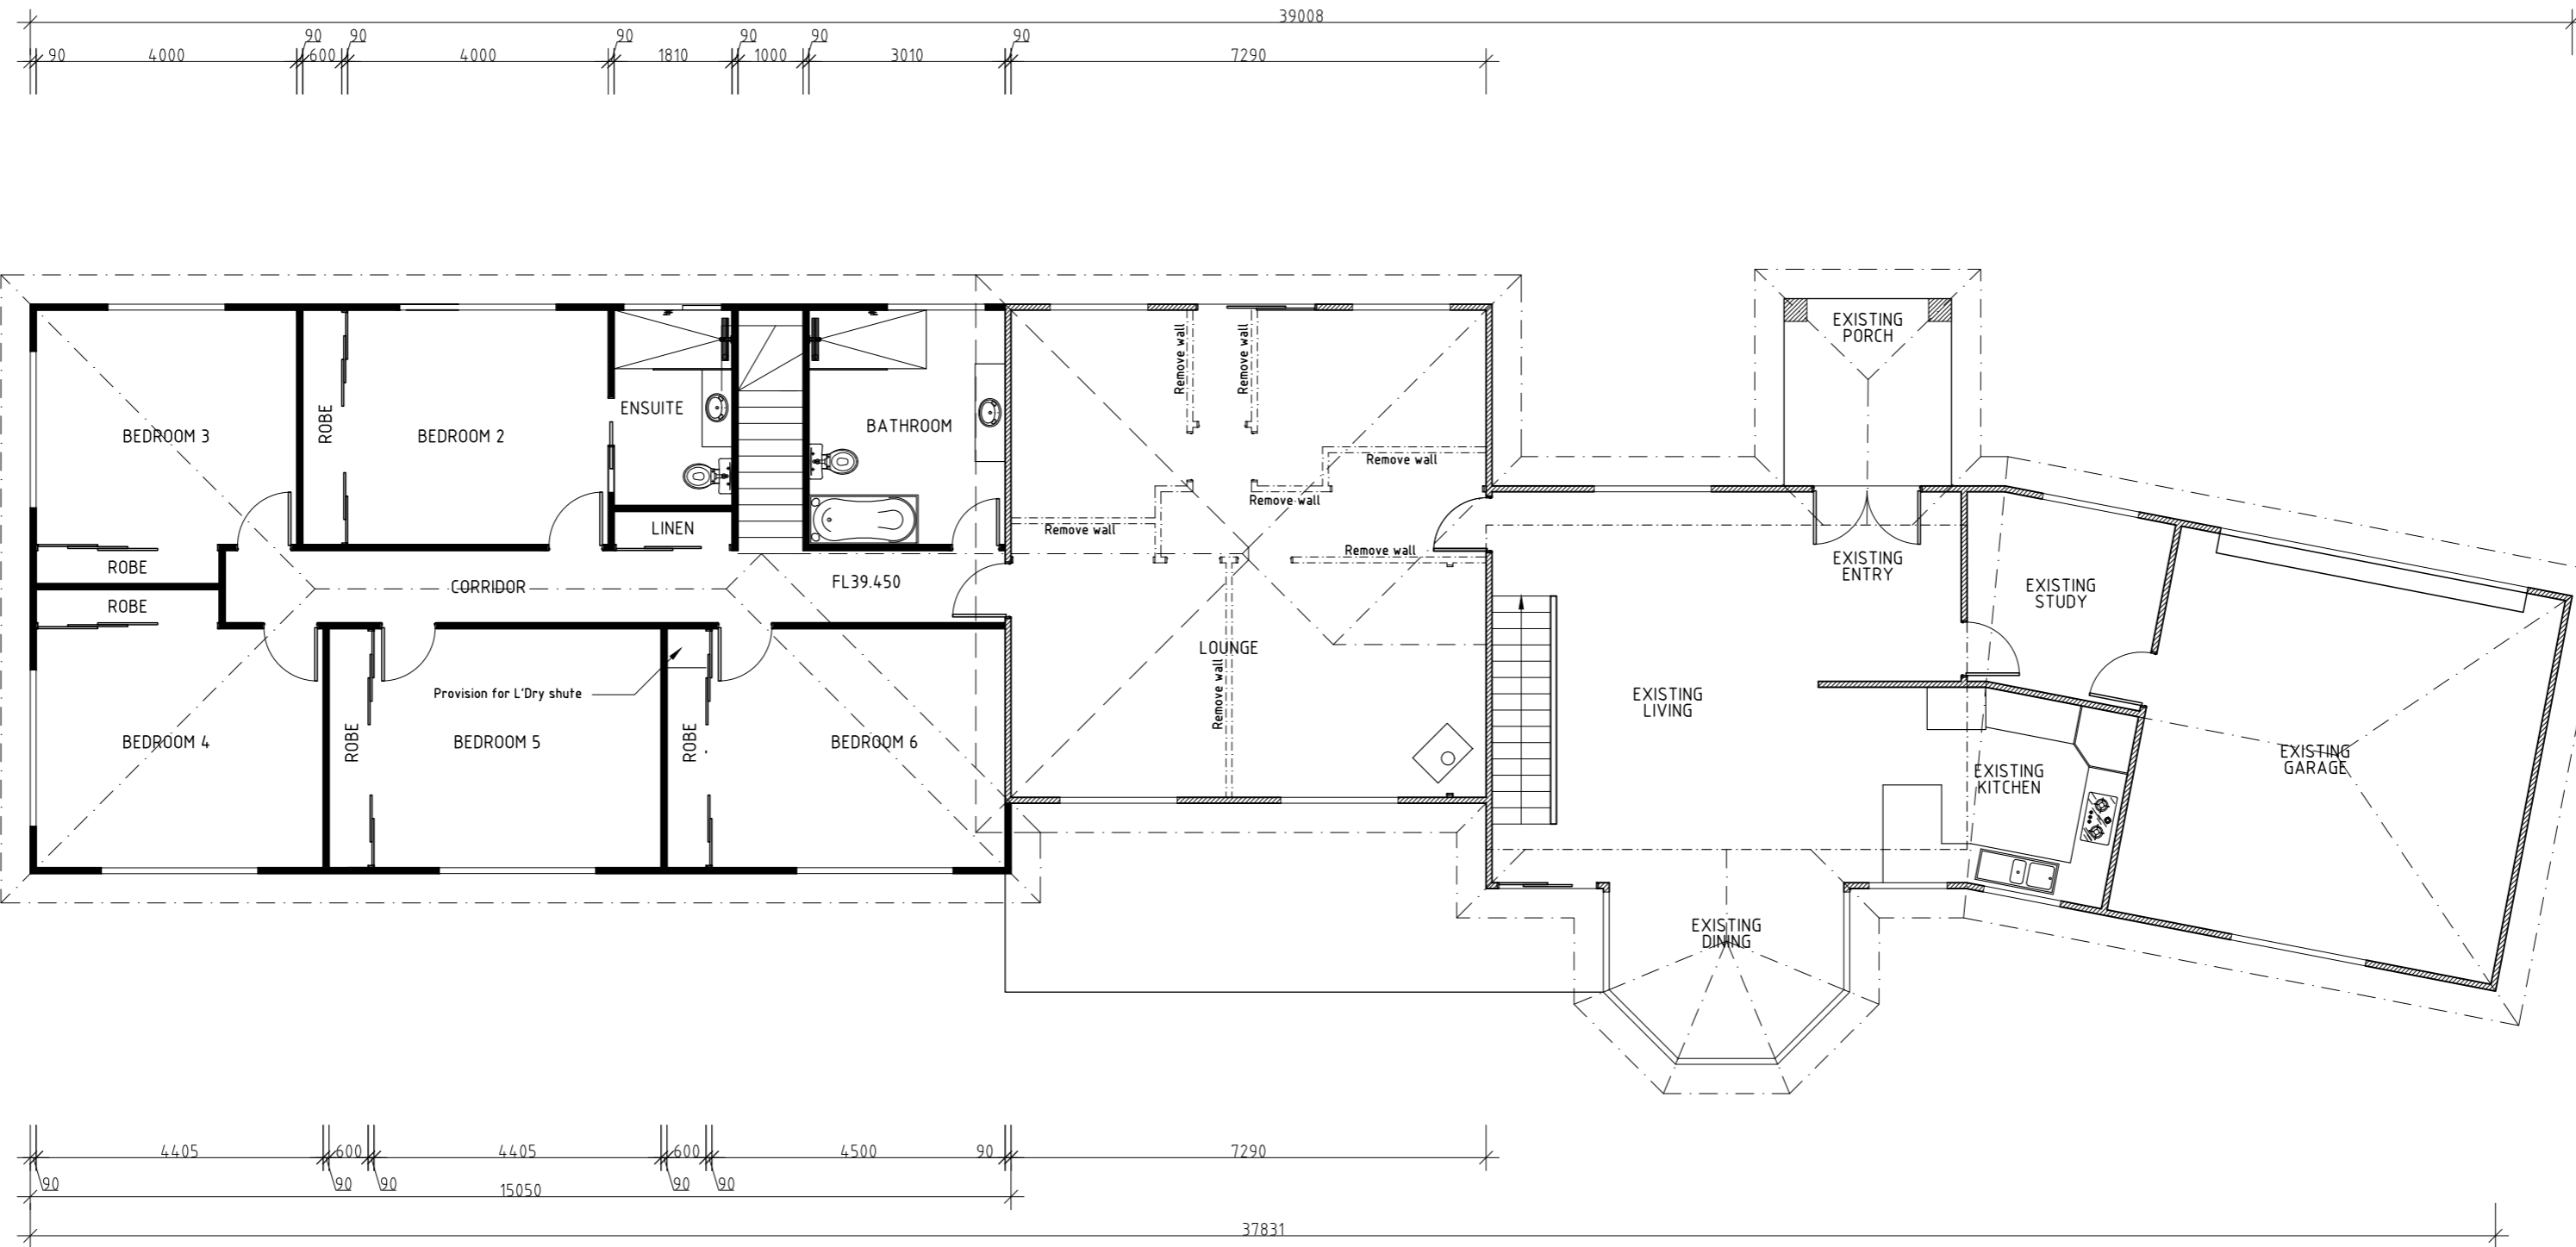 39008
90 4000 90 600 90 4000 90 1810 90 1000 90 3010 90 7290
EXISTING
PORCH
Remove wall
Remove wall
ROBE
ENSUITE
BATHROOM
BEDROOM 3
BEDROOM 2
Remove wall
Remove wall
LINEN
Remove wall
Remove wall
EXISTING
ENTRY
ROBE
CORRIDOR
FL39.450
EXISTING
STUDY
ROBE
LOUNGE
Remove wall
Provision for L'Dry shute
EXISTING
LIVING
BEDROOM 4
ROBE
BEDROOM 5
ROBE
BEDROOM 6
EXISTING
GARAGE
EXISTING
KITCHEN
EXISTING
DINING
4405 600 4405 600 4500 90 7290
90 90 90 90 90
15050
37831